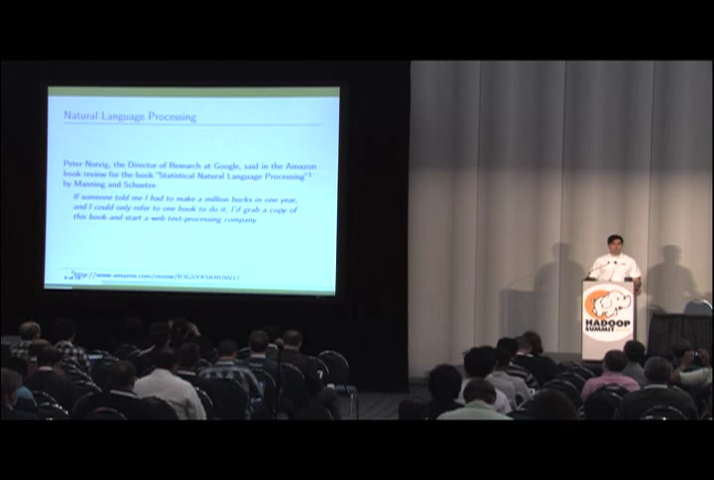 Natural Language Processing
Peter Norvig, the Director of Research at Google, said in the Amazon
book review for the book "Statistical Natural Language Processing"
by Manning and Schuetze
If someone told me I had to make a million bucks in one year,
and I could only refer to one book to do it, I'd grab a copy of
this book and start a web text-processing company
HADOOP
SUMMIT